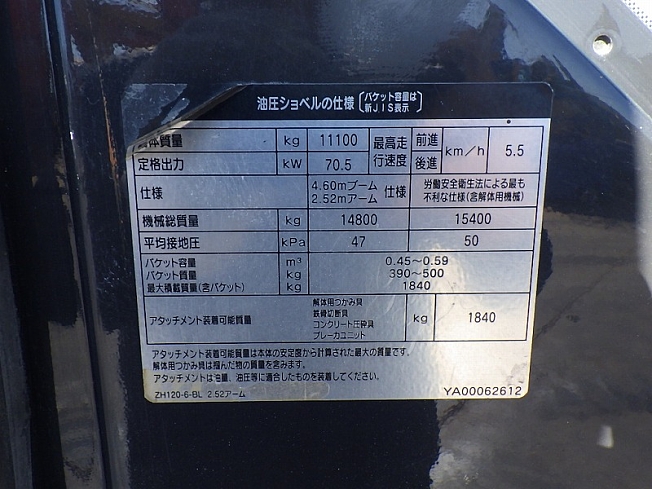 油圧ショベルの仕様 [バケット容量は 新JIS表示]
体質量 kg 11100 最高走行速度 前進 後進 km/h 5.5
定格出力 kW 70.5
仕様 4.60mブーム 2.52mアーム 仕様 労働安全衛生法による最も不利な仕様(含解体用機械)
機械総質量 kg 14800 15400
平均接地圧 kPa 47 50
バケット容量 m³ 0.45～0.59
バケット質量 kg 390～500
最大積載質量(含バケット) kg 1840
アタッチメント装着可能質量 解体用つかみ具 鉄骨切断具 コンクリート圧砕具 ブレーカユニット kg 1840
アタッチメント装着可能質量は本体の安定度から計算された最大の質量です。
解体用つかみ具は掴んだ物の質量を含みます。
アタッチメントは油量、油圧等に適合したものを装着してください。
ZH120-6-BL 2.52アーム YA00062612